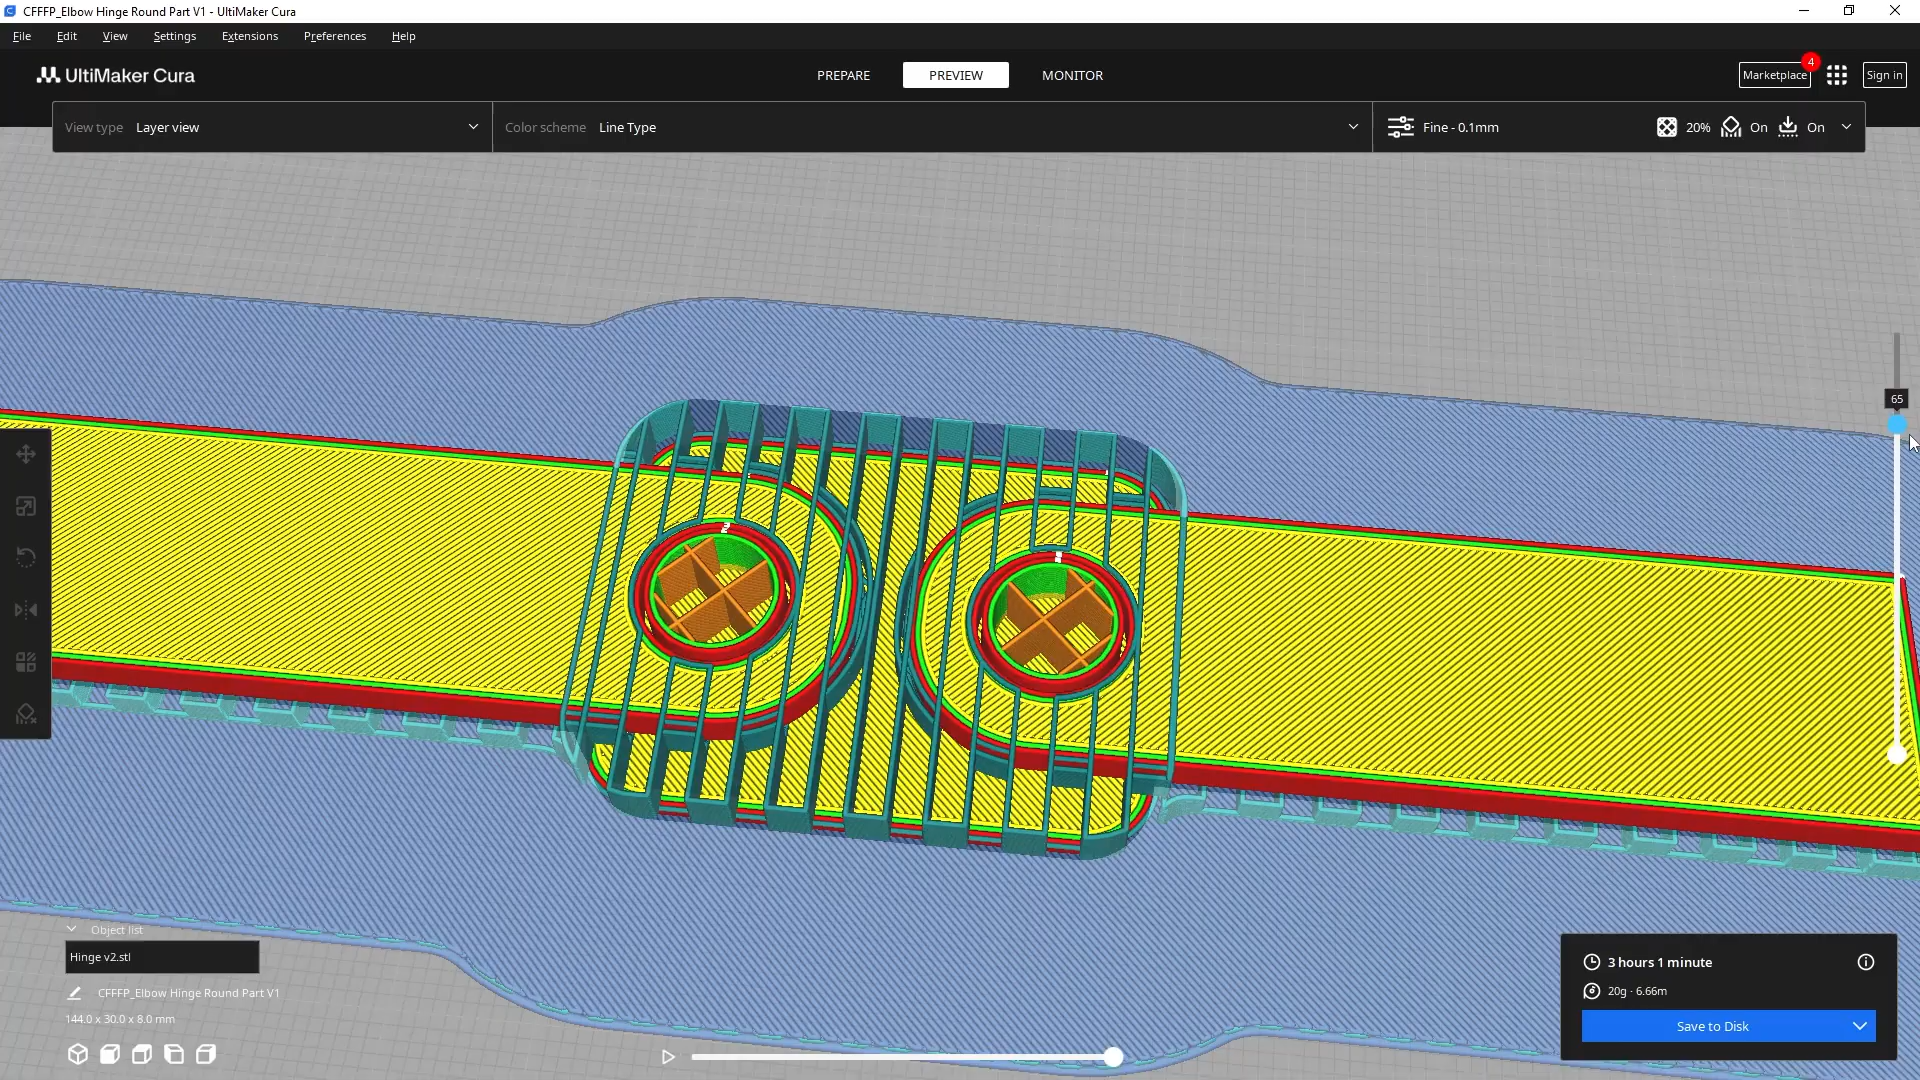 CFFFP_Elbow Hinge Round Part V1 - UltiMaker Cura
File Edit View Settings Extensions Preferences Help
UltiMaker Cura PREPARE PREVIEW MONITOR Marketplace 4 Sign in
View type Layer view Color scheme Line Type Fine - 0.1mm 20% On On
65
Object list
Hinge v2.stl
CFFFP_Elbow Hinge Round Part V1
144.0 x 30.0 x 8.0 mm
3 hours 1 minute
20g · 6.66m
Save to Disk